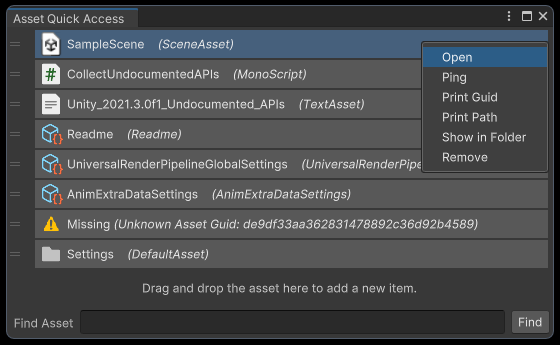 Asset Quick Access
SampleScene (SceneAsset)
CollectUndocumentedAPIs (MonoScript)
Unity_2021.3.0f1_Undocumented_APIs (TextAsset)
Readme (Readme)
UniversalRenderPipelineGlobalSettings (UniversalRenderPipe
AnimExtraDataSettings (AnimExtraDataSettings)
Missing (Unknown Asset Guid: de9df33aa362831478892c36d92b4589)
Settings (DefaultAsset)
Open
Ping
Print Guid
Print Path
Show in Folder
Remove
Drag and drop the asset here to add a new item.
Find Asset
Find